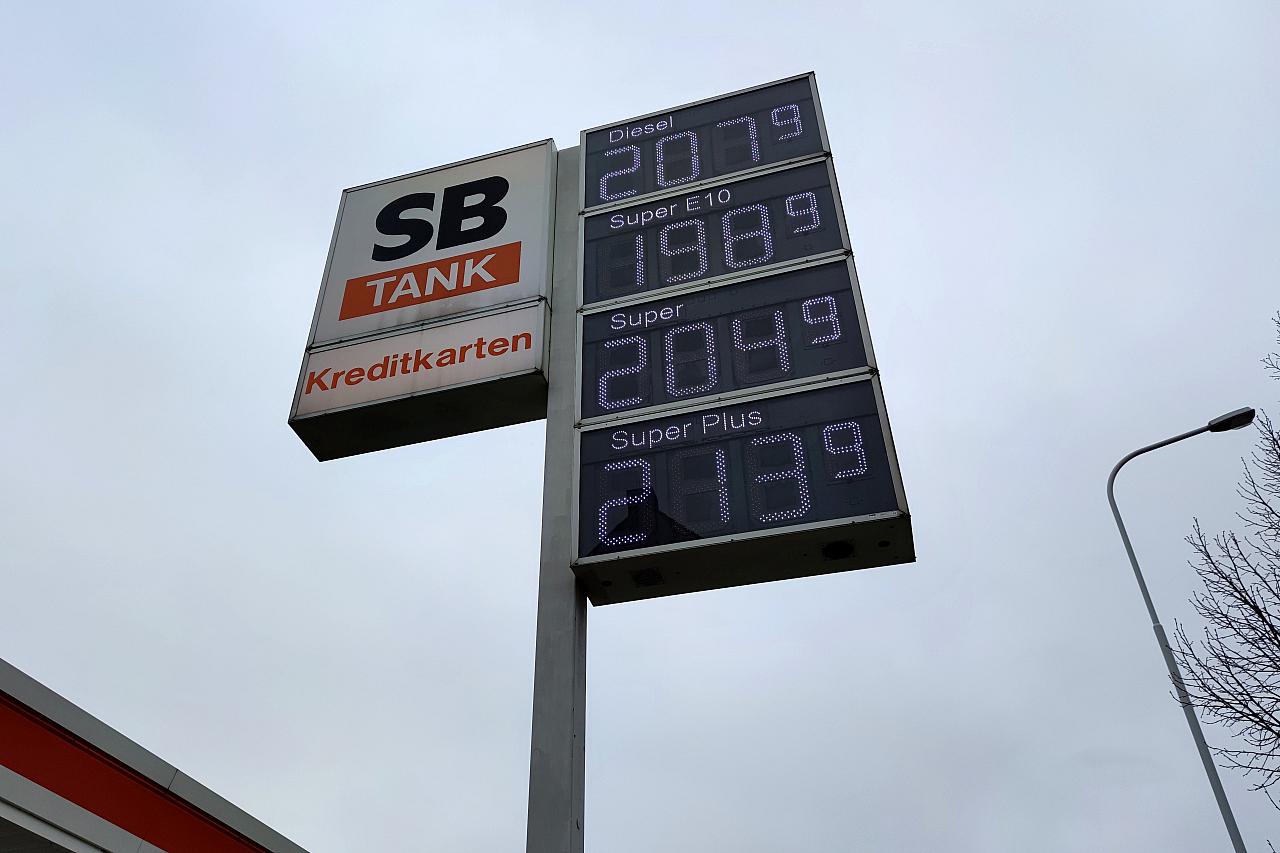 SB
TANK
Kreditkarten
Diesel
207⁹
Super E10
198⁹
Super
204⁹
Super Plus
213⁹